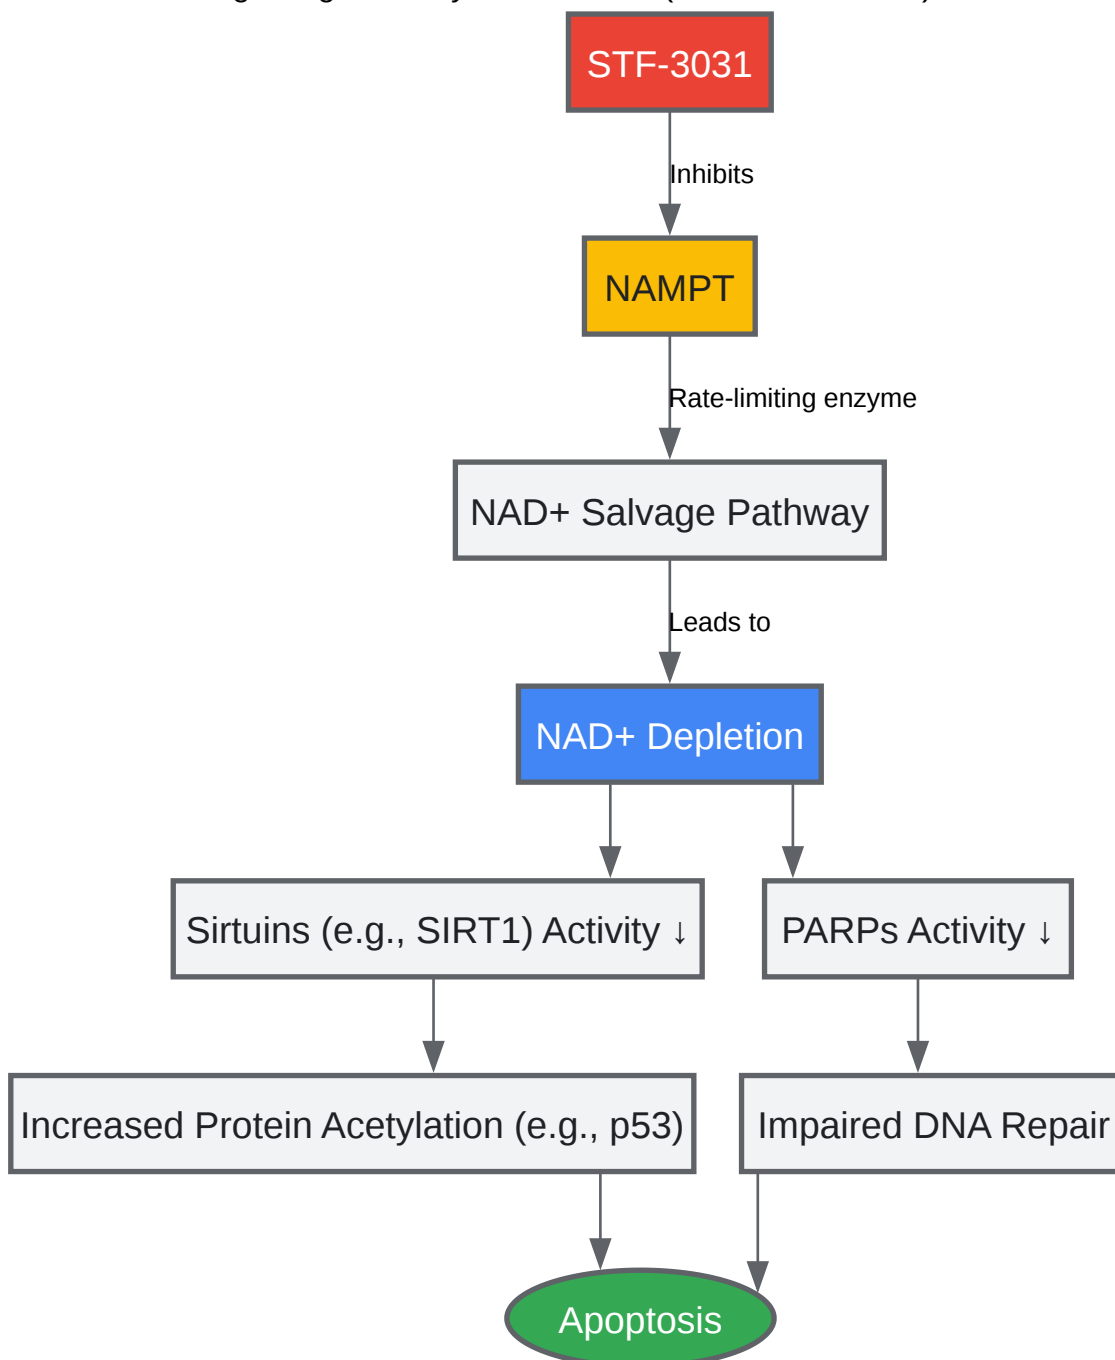 STF-3031
Inhibits
NAMPT
Rate-limiting enzyme
NAD+ Salvage Pathway
Leads to
NAD+ Depletion
Sirtuins (e.g., SIRT1) Activity ↓
PARPs Activity ↓
Increased Protein Acetylation (e.g., p53)
Impaired DNA Repair
Apoptosis